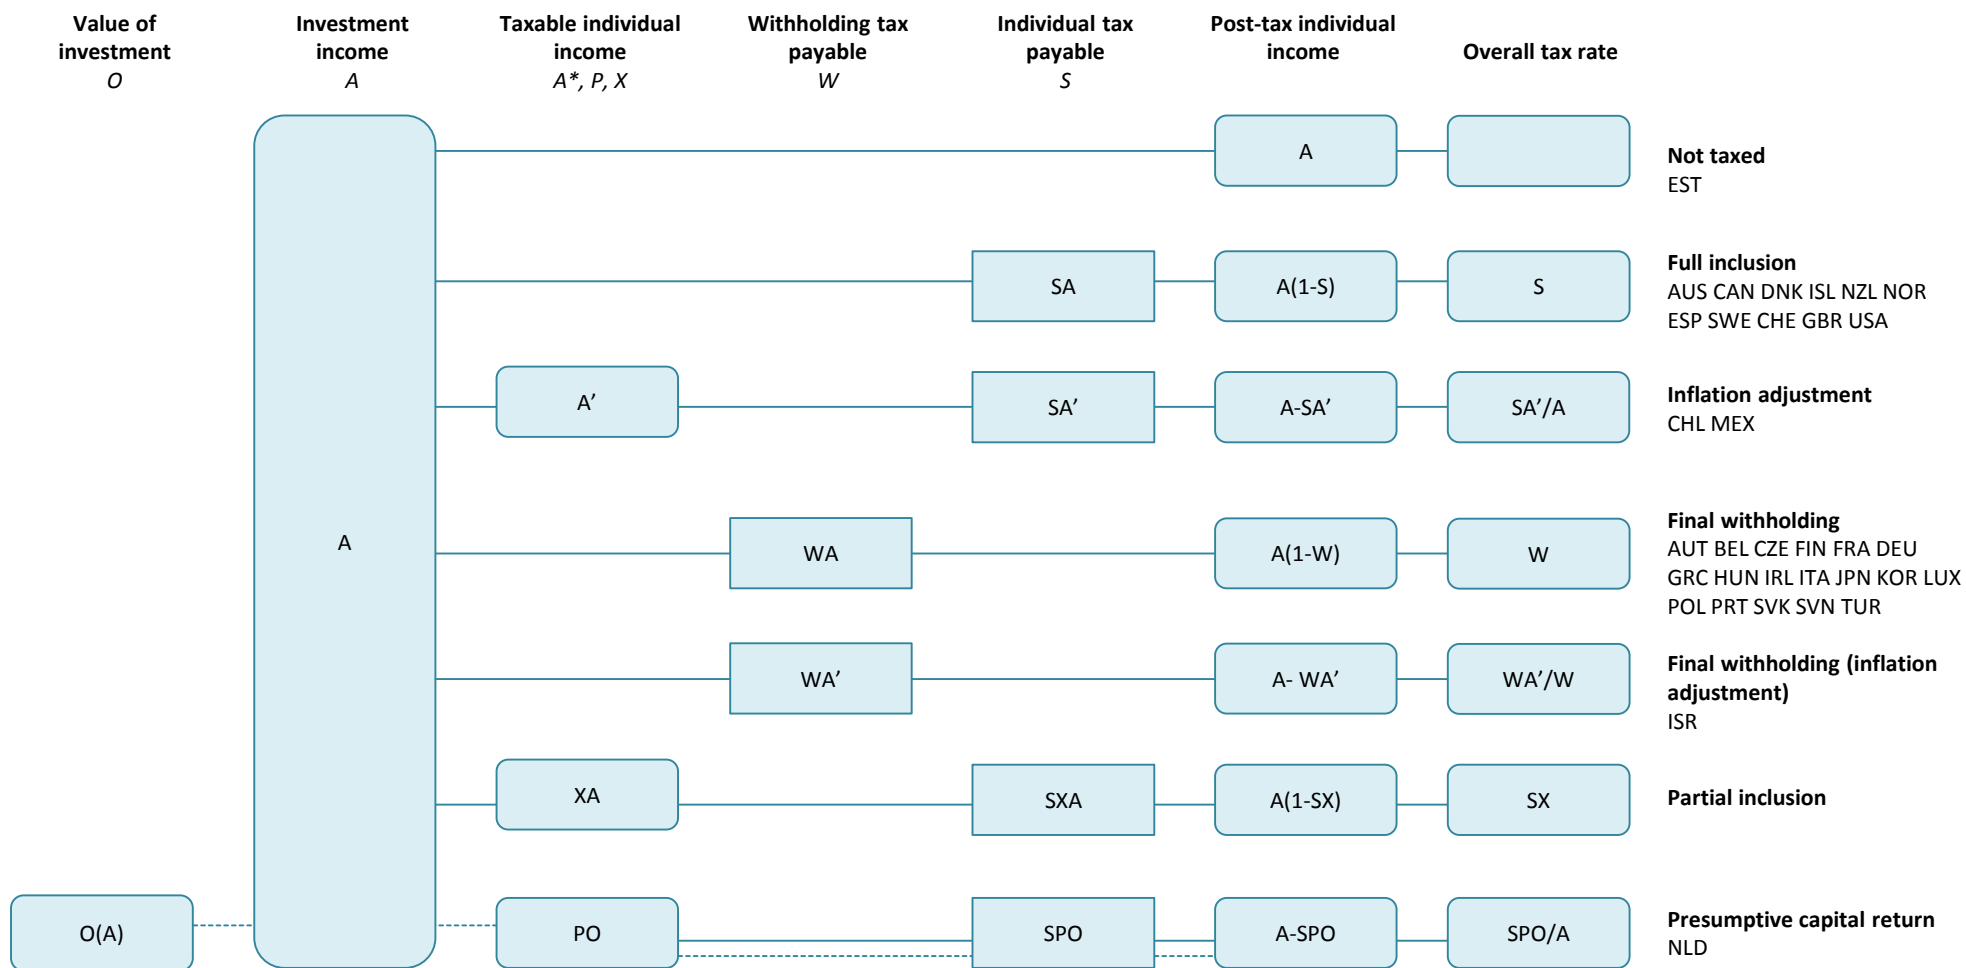 Value of investment
O
Investment income
A
Taxable individual income
A*, P, X
Withholding tax payable
W
Individual tax payable
S
Post-tax individual income
Overall tax rate
A
A
Not taxed
EST
SA
A(1-S)
S
Full inclusion
AUS CAN DNK ISL NZL NOR
ESP SWE CHE GBR USA
A’
SA’
A-SA’
SA’/A
Inflation adjustment
CHL MEX
WA
A(1-W)
W
Final withholding
AUT BEL CZE FIN FRA DEU
GRC HUN IRL ITA JPN KOR LUX
POL PRT SVK SVN TUR
WA’
A- WA’
WA’/W
Final withholding (inflation
adjustment)
ISR
XA
SXA
A(1-SX)
SX
Partial inclusion
O(A)
PO
SPO
A-SPO
SPO/A
Presumptive capital return
NLD